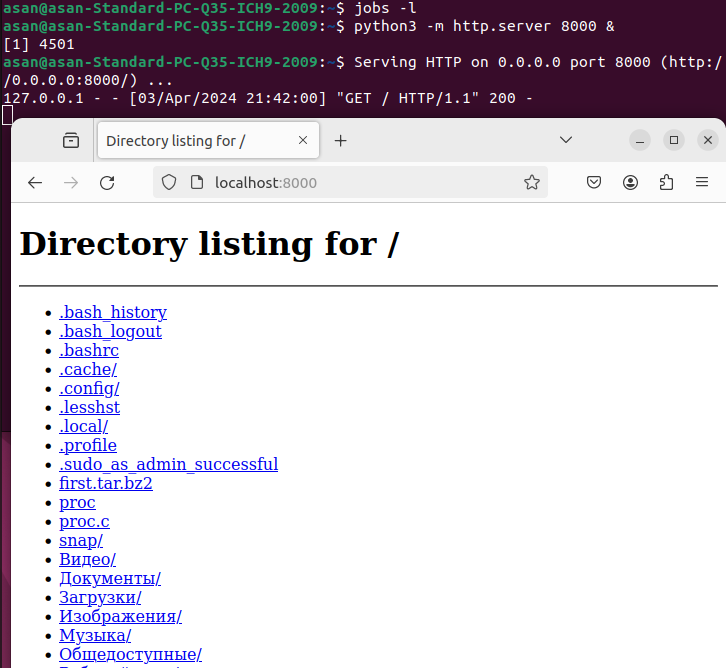 asan@asan-Standard-PC-Q35-ICH9-2009:~$ jobs -l
asan@asan-Standard-PC-Q35-ICH9-2009:~$ python3 -m http.server 8000 &
[1] 4501
asan@asan-Standard-PC-Q35-ICH9-2009:~$ Serving HTTP on 0.0.0.0 port 8000 (http:/
/0.0.0.0:8000/) ...
127.0.0.1 - - [03/Apr/2024 21:42:00] "GET / HTTP/1.1" 200 -
Directory listing for /
localhost:8000
Directory listing for /
.bash_history
.bash_logout
.bashrc
.cache/
.config/
.lesshst
.local/
.profile
.sudo_as_admin_successful
first.tar.bz2
proc
proc.c
snap/
Видео/
Документы/
Загрузки/
Изображения/
Музыка/
Общедоступные/